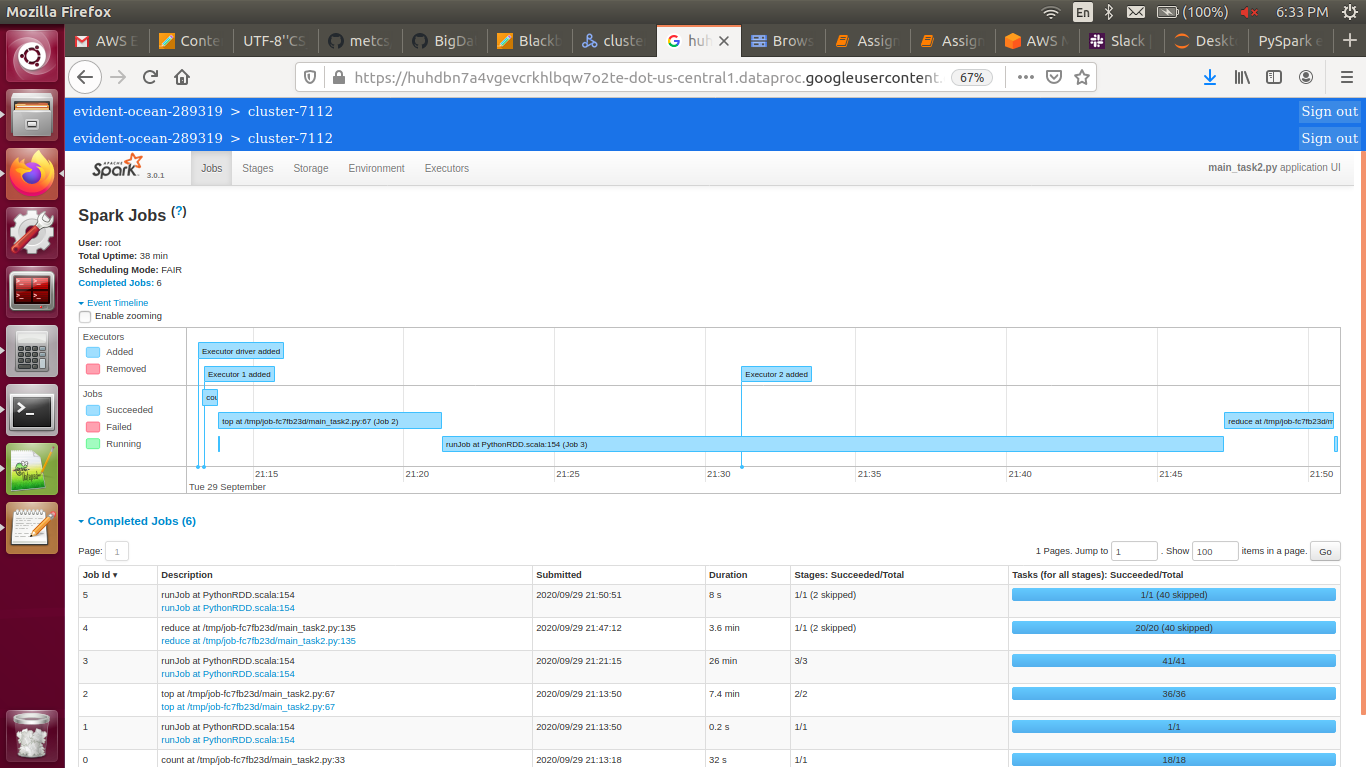 Mozilla Firefox
En
(100%)
6:33 PM
AWS E
Conte
UTF-8''CS
metcs
BigDa
Blackb
cluste
huh
Brows
Assign
Assign
AWS M
Slack
Deskt
PySpark e
https://huhdbn7a4vgevcrkhlbqw7o2te-dot-us-central1.dataproc.googleusercontent.
67%
evident-ocean-289319 > cluster-7112
Sign out
evident-ocean-289319 > cluster-7112
Sign out
APACHE Spark 3.0.1
Jobs
Stages
Storage
Environment
Executors
main_task2.py application UI
Spark Jobs (?)
User: root
Total Uptime: 38 min
Scheduling Mode: FAIR
Completed Jobs: 6
Event Timeline
Enable zooming
Executors
Added
Removed
Executor driver added
Executor 1 added
Executor 2 added
Jobs
Succeeded
Failed
Running
cou
top at /tmp/job-fc7fb23d/main_task2.py:67 (Job 2)
reduce at /tmp/job-fc7fb23d/m
runJob at PythonRDD.scala:154 (Job 3)
21:15
21:20
21:25
21:30
21:35
21:40
21:45
21:50
Tue 29 September
Completed Jobs (6)
Page: 1
1 Pages. Jump to 1 . Show 100 items in a page. Go
Job Id ▾ Description Submitted Duration Stages: Succeeded/Total Tasks (for all stages): Succeeded/Total
5 runJob at PythonRDD.scala:154 2020/09/29 21:50:51 8 s 1/1 (2 skipped) 1/1 (40 skipped)
runJob at PythonRDD.scala:154
4 reduce at /tmp/job-fc7fb23d/main_task2.py:135 2020/09/29 21:47:12 3.6 min 1/1 (2 skipped) 20/20 (40 skipped)
reduce at /tmp/job-fc7fb23d/main_task2.py:135
3 runJob at PythonRDD.scala:154 2020/09/29 21:21:15 26 min 3/3 41/41
runJob at PythonRDD.scala:154
2 top at /tmp/job-fc7fb23d/main_task2.py:67 2020/09/29 21:13:50 7.4 min 2/2 36/36
top at /tmp/job-fc7fb23d/main_task2.py:67
1 runJob at PythonRDD.scala:154 2020/09/29 21:13:50 0.2 s 1/1 1/1
runJob at PythonRDD.scala:154
0 count at /tmp/job-fc7fb23d/main_task2.py:33 2020/09/29 21:13:18 32 s 1/1 18/18